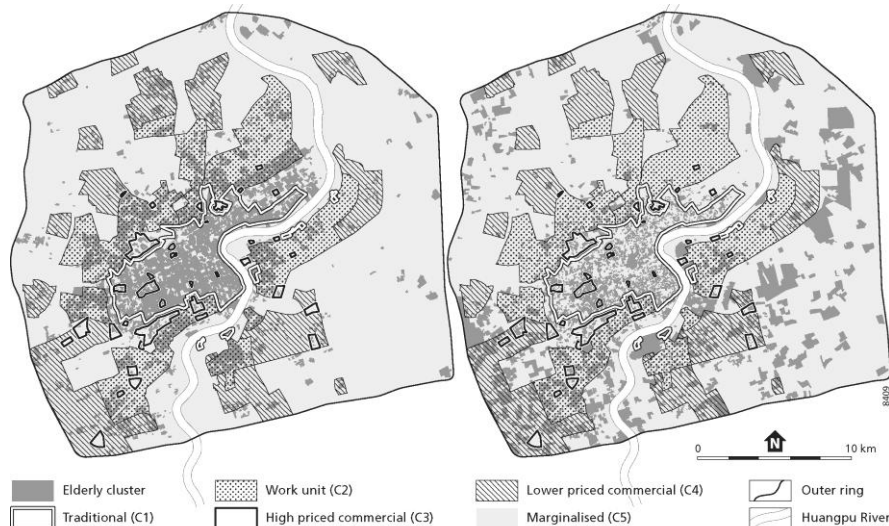 8409
N
0 10 km
Elderly cluster Work unit (C2) Lower priced commercial (C4) Outer ring
Traditional (C1) High priced commercial (C3) Marginalised (C5) Huangpu River